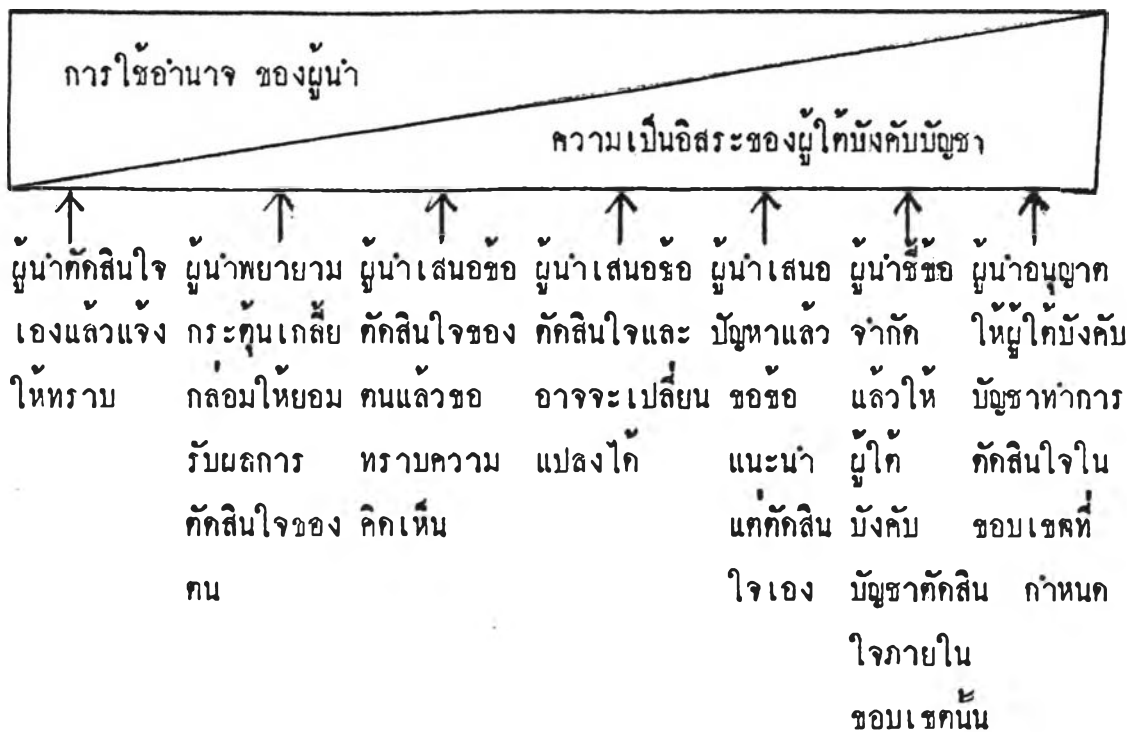 การใช้อำนาจ ของผู้นำ
ความเป็นอิสระของผู้ใต้บังคับบัญชา
ผู้นำตัดสินใจ
เองแล้วแจ้ง
ให้ทราบ
ผู้นำพยายาม
กระตุ้นเกลี้ย
กล่อมให้ยอม
รับผลการ
ตัดสินใจของ
ตน
ผู้นำเสนอข้อ
ตัดสินใจของ
ตนแล้วขอ
ทราบความ
คิดเห็น
ผู้นำเสนอข้อ
ตัดสินใจและ
อาจจะเปลี่ยน
แปลงได้
ผู้นำเสนอ
ปัญหาแล้ว
ขอข้อ
แนะนำ
แต่ตัดสิน
ใจเอง
ผู้นำชี้ข้อ
จำกัด
แล้วให้
ผู้ใต้
บังคับ
บัญชาตัดสิน
ใจภายใน
ขอบเขตนั้น
ผู้นำอนุญาต
ให้ผู้ใต้บังคับ
บัญชาทำการ
ตัดสินใจใน
ขอบเขตที่
กำหนด